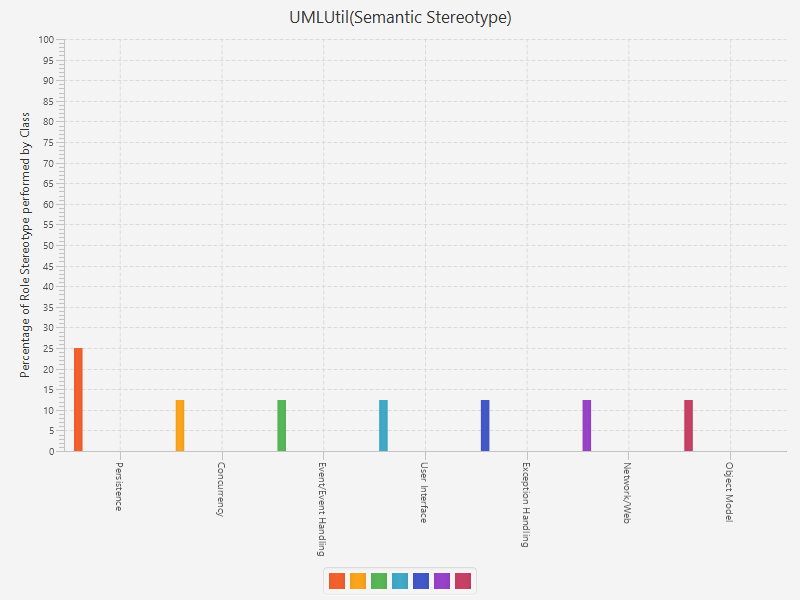 UMLUtil(Semantic Stereotype)
Percentage of Role Stereotype performed by Class
100
95
90
85
80
75
70
65
60
55
50
45
40
35
30
25
20
15
10
5
0
Persistence
Concurrency
Event/Event Handling
User Interface
Exception Handling
Network/Web
Object Model